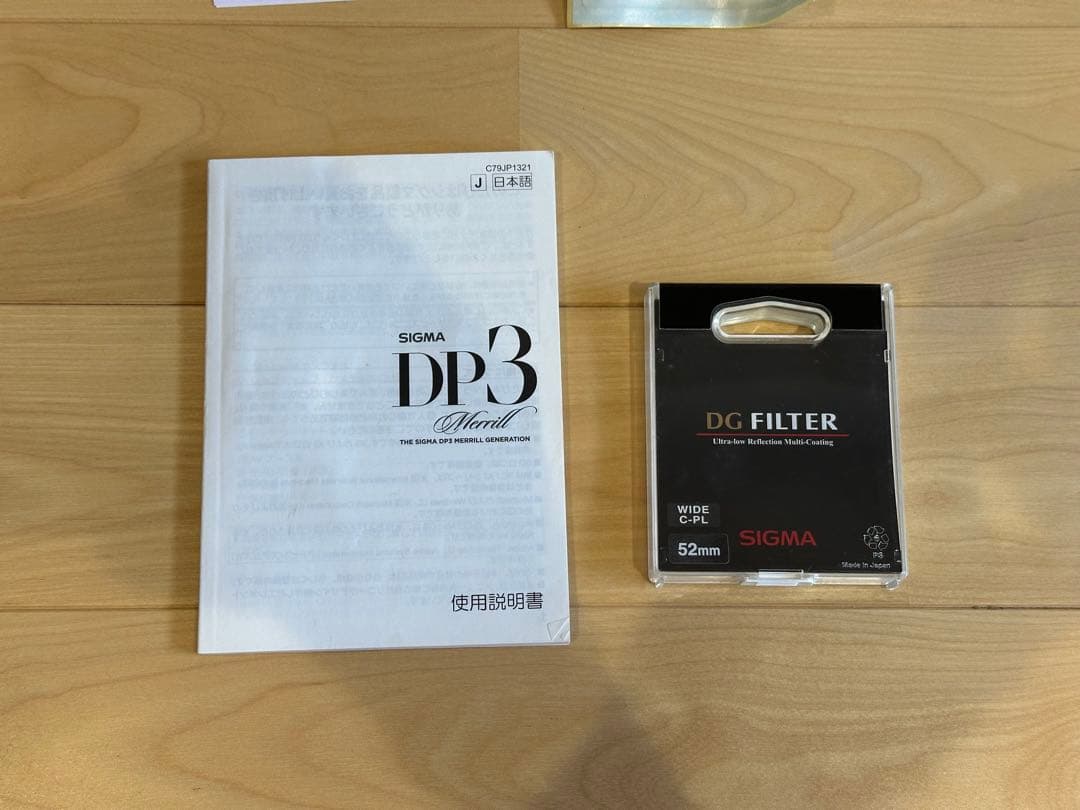 C79JP1321
J 日本語
SIGMA
DP3
Merrill
THE SIGMA DP3 MERRILL GENERATION
使用説明書
DG FILTER
Ultra-low Reflection Multi-Coating
WIDE
C-PL
52mm
SIGMA
PS
Made in Japan